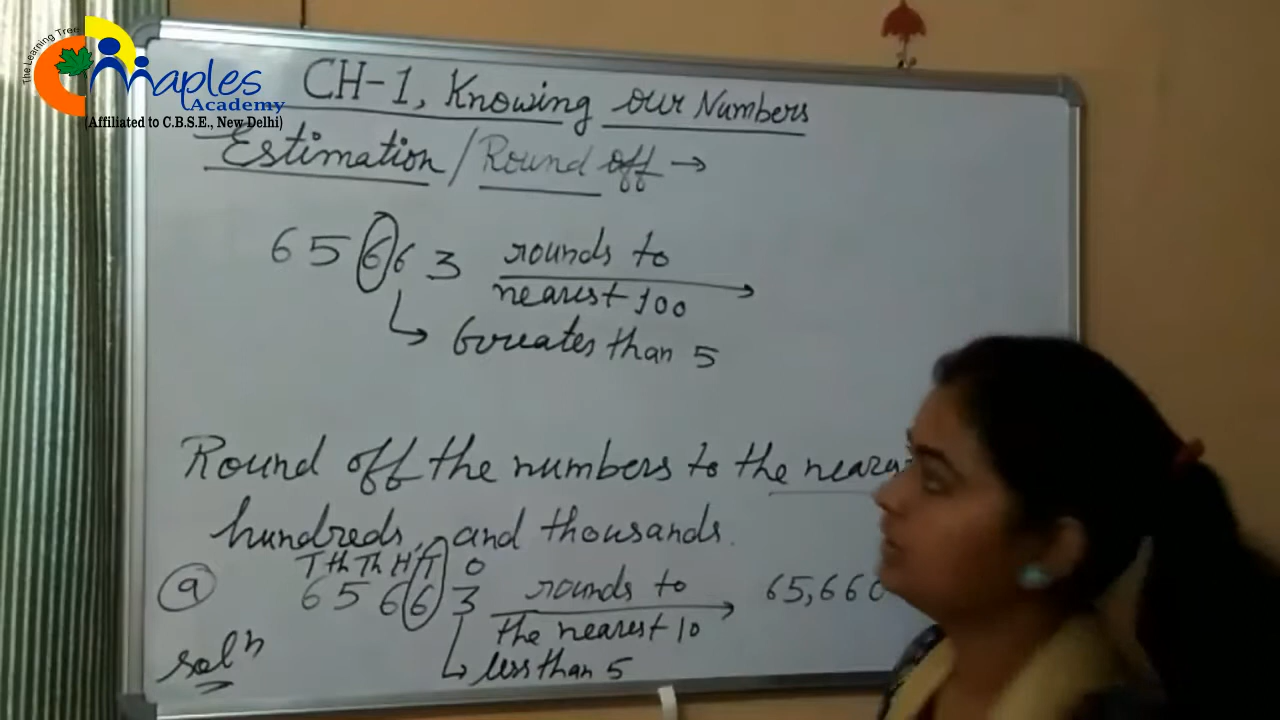 The Learning Tree
Maples
Academy
(Affiliated to C.B.S.E., New Delhi)
CH-1, Knowing our Numbers
Estimation / Round off →
6 5 6 6 3 rounds to
nearest 100
Greates than 5
Round off the numbers to the
hundreds, and thousands.
T th Th H T O
(a) 6 5 6 6 3 rounds to 65,660
the nearest 10
less than 5
solⁿ